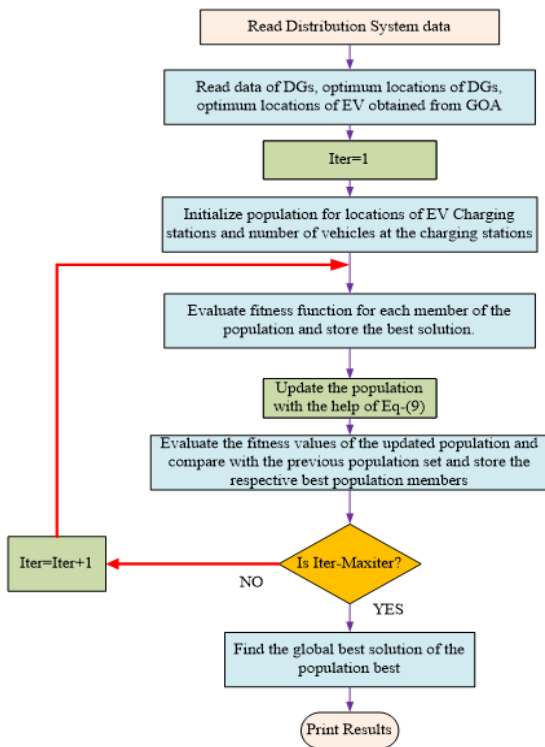 Read Distribution System data
Read data of DGs, optimum locations of DGs,
optimum locations of EV obtained from GOA
Iter=1
Initialize population for locations of EV Charging
stations and number of vehicles at the charging stations
Evaluate fitness function for each member of the
population and store the best solution.
Update the population
with the help of Eq-(9)
Evaluate the fitness values of the updated population and
compare with the previous population set and store the
respective best population members
Iter=Iter+1
Is Iter-Maxiter?
NO
YES
Find the global best solution of the
population best
Print Results